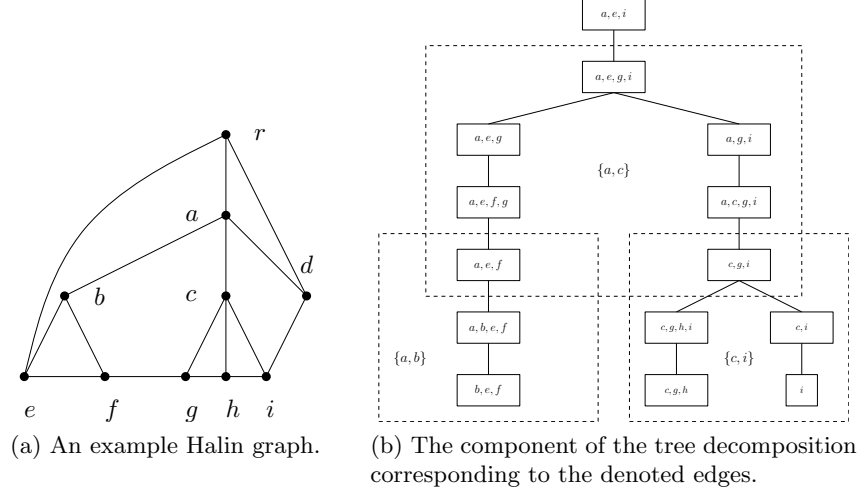 r
a
d
b
c
e f g h i
(a) An example Halin graph.
a, e, i
a, e, g, i
a, e, g
a, g, i
{a, c}
a, e, f, g
a, c, g, i
a, e, f
c, g, i
a, b, e, f
c, g, h, i
c, i
{a, b}
{c, i}
b, e, f
c, g, h
i
(b) The component of the tree decomposition
corresponding to the denoted edges.